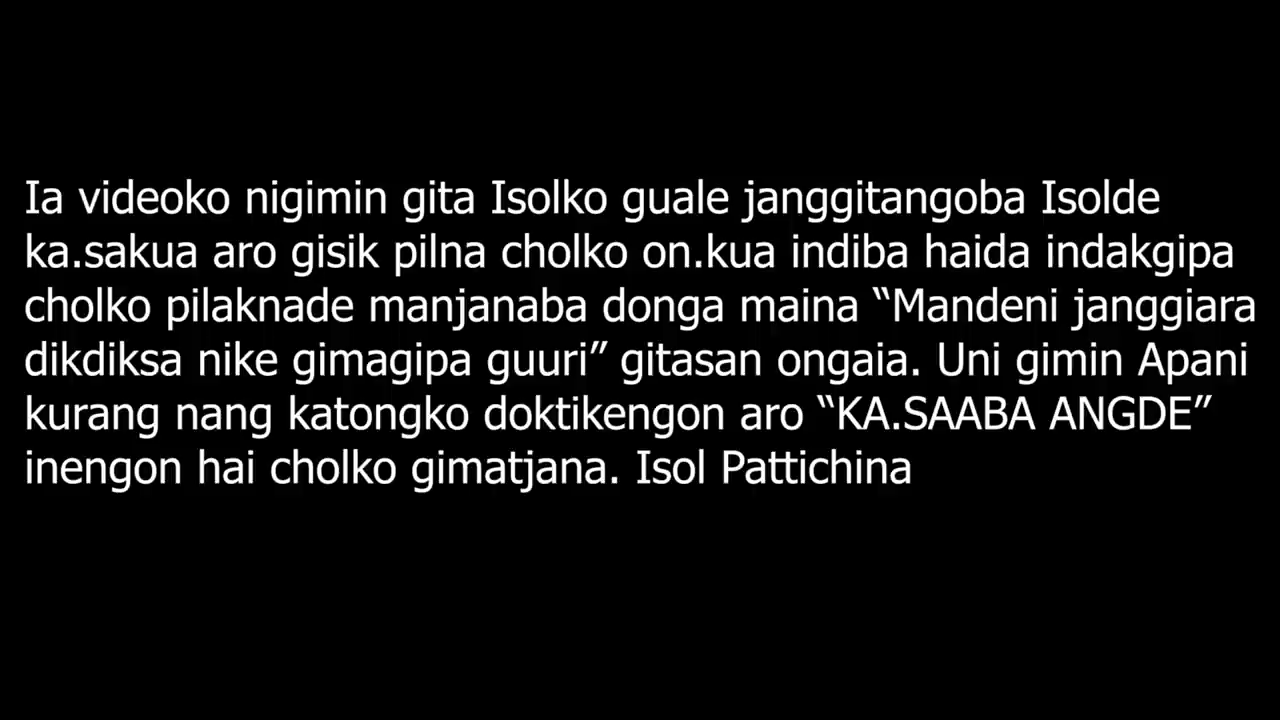 Ia videoko nigimin gita Isolko guale janggitangoba Isolde
ka.sakua aro gisik pilna cholko on.kua indiba haida indakgipa
cholko pilaknade manjanaba donga maina “Mandeni janggiara
dikdiksa nike gimagipa guuri” gitasan ongaia. Uni gimin Apani
kurang nang katongko doktikengon aro “KA.SAABA ANGDE”
inengon hai cholko gimatjana. Isol Pattichina